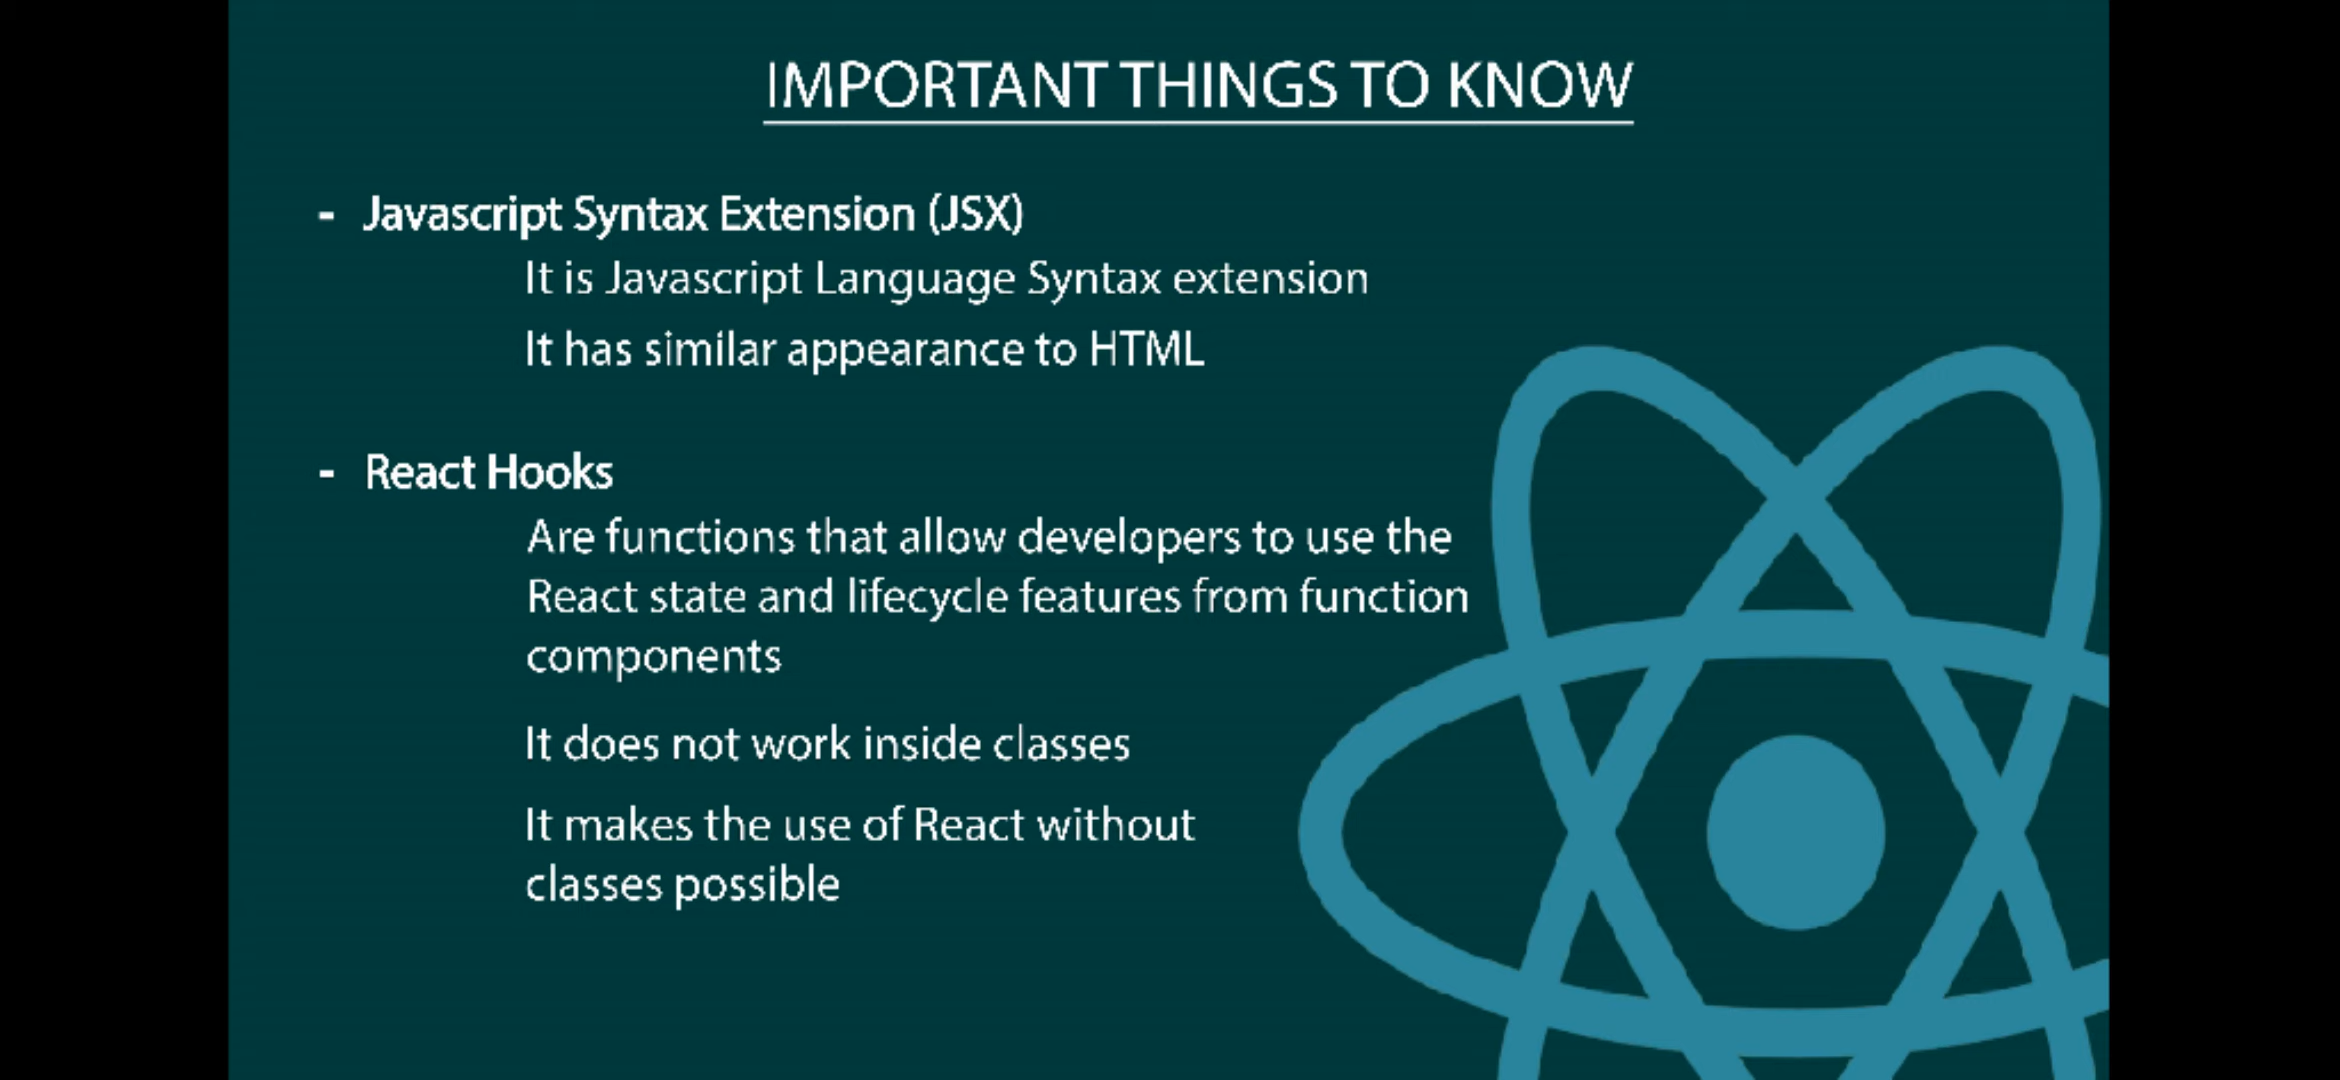 IMPORTANT THINGS TO KNOW
- Javascript Syntax Extension (JSX)
It is Javascript Language Syntax extension
It has similar appearance to HTML
- React Hooks
Are functions that allow developers to use the
React state and lifecycle features from function
components
It does not work inside classes
It makes the use of React without
classes possible